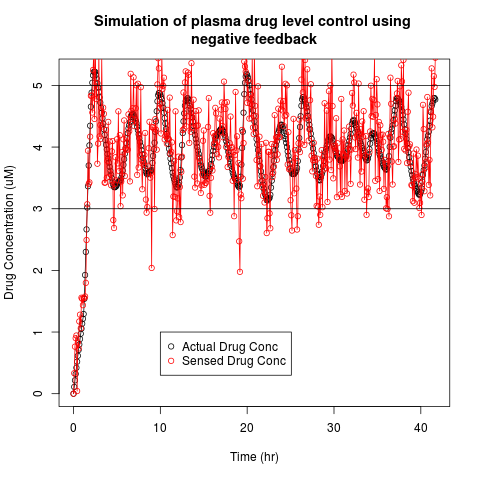 Simulation of plasma drug level control using
negative feedback
Drug Concentration (uM)
5
4
3
2
1
0
Actual Drug Conc
Sensed Drug Conc
0 10 20 30 40
Time (hr)